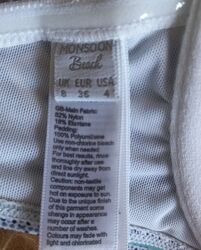 MONSOON
Beach
UK EUR USA
8 36 4
GB-Main Fabric:
82% Nylon
18% Elastane
Padding:
100% Polyurethane
Use non-chlorine bleach
only when needed
For best results, rinse
thoroughly after use
and line dry away from
direct sunlight.
Caution: non-textile
components may get
hot on exposure to sun.
Due to the unique finish
of this garment some
change in appearance
may occur after a
number of washes.
Colours may fade with
light and chlorinated